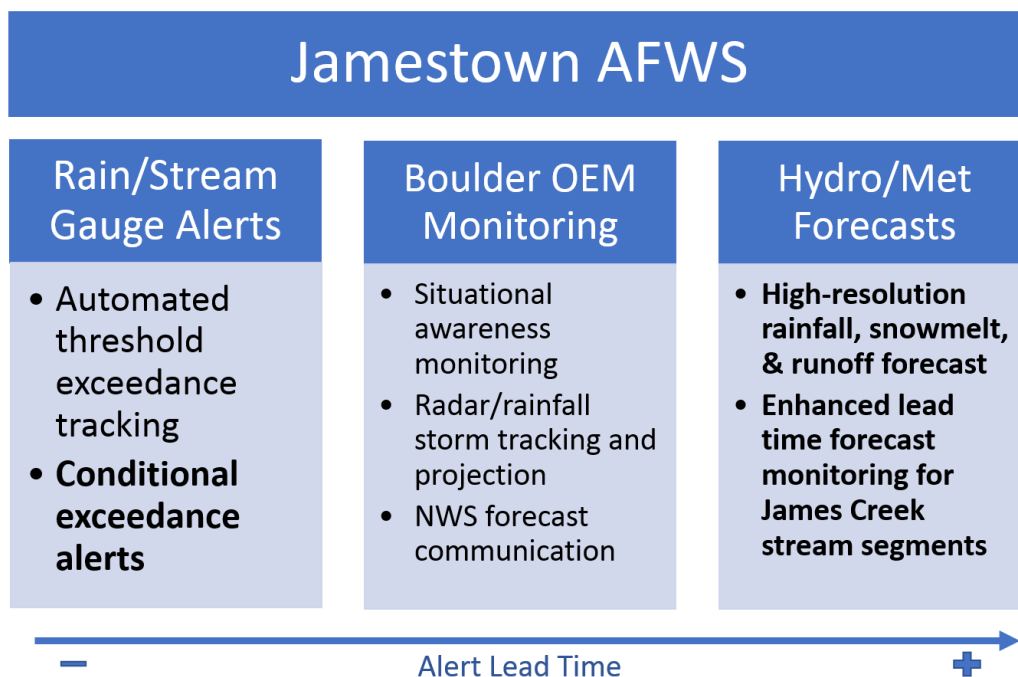 Jamestown AFWS
Rain/Stream
Gauge Alerts
• Automated
threshold
exceedance
tracking
• Conditional
exceedance
alerts
Boulder OEM
Monitoring
• Situational
awareness
monitoring
• Radar/rainfall
storm tracking and
projection
• NWS forecast
communication
Hydro/Met
Forecasts
• High-resolution
rainfall, snowmelt,
& runoff forecast
• Enhanced lead
time forecast
monitoring for
James Creek
stream segments
Alert Lead Time